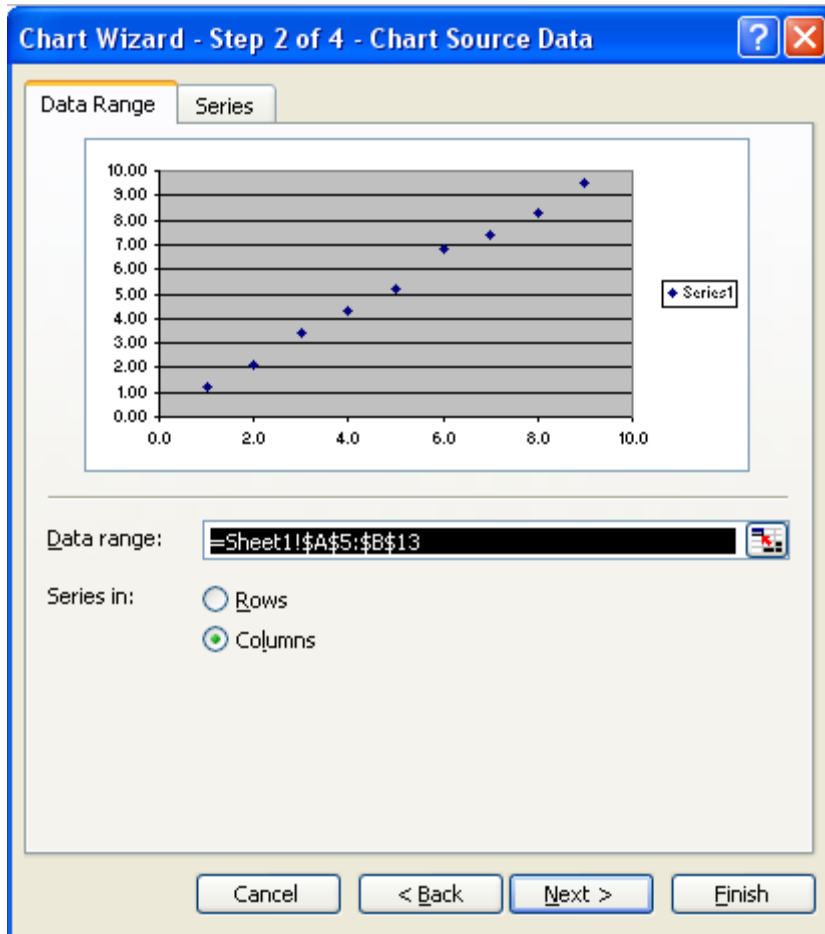 Chart Wizard - Step 2 of 4 - Chart Source Data
Data Range Series
10.00
9.00
8.00
7.00
6.00
5.00
4.00
3.00
2.00
1.00
0.00
0.0 2.0 4.0 6.0 8.0 10.0
Series1
Data range: =Sheet1!$A$5:$B$13
Series in: Rows
Columns
Cancel < Back Next > Finish